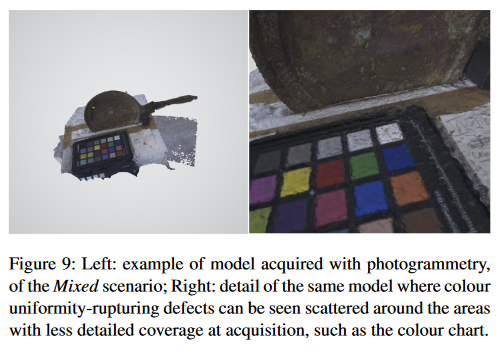 Figure 9: Left: example of model acquired with photogrammetry,
of the Mixed scenario; Right: detail of the same model where colour
uniformity-rupturing defects can be seen scattered around the areas
with less detailed coverage at acquisition, such as the colour chart.